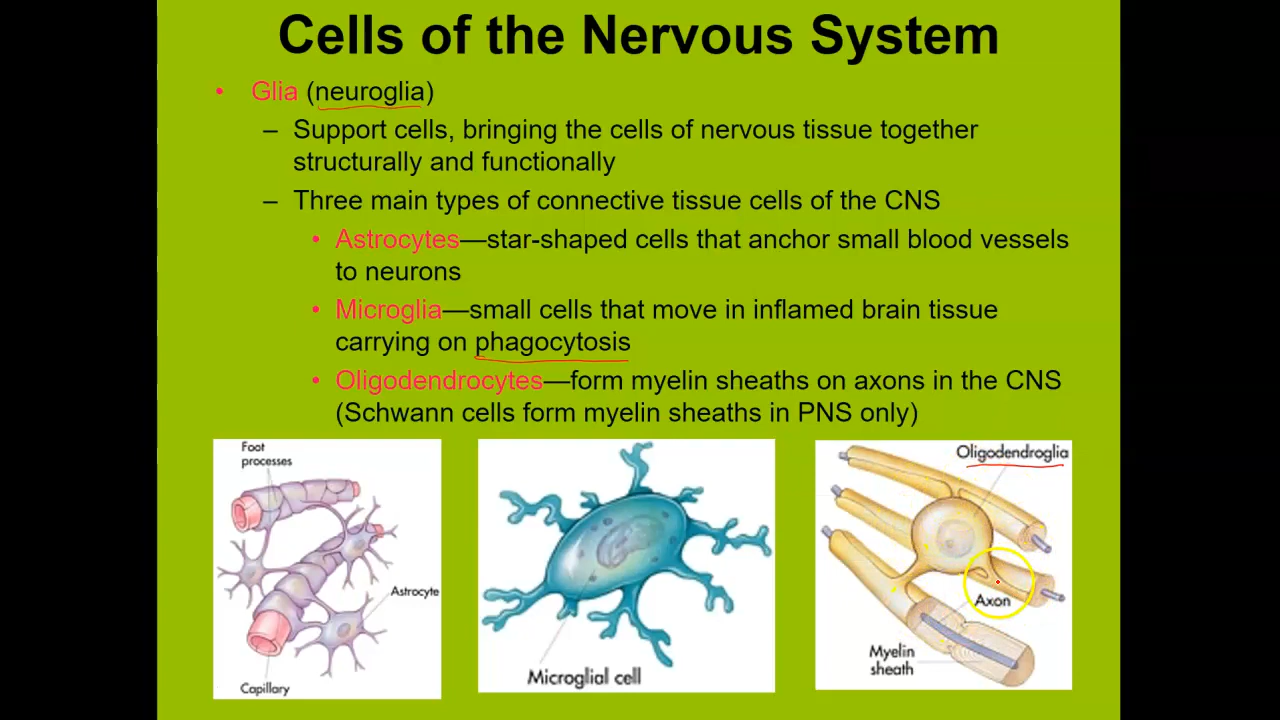 Cells of the Nervous System
• Glia (neuroglia)
– Support cells, bringing the cells of nervous tissue together
structurally and functionally
– Three main types of connective tissue cells of the CNS
• Astrocytes—star-shaped cells that anchor small blood vessels
to neurons
• Microglia—small cells that move in inflamed brain tissue
carrying on phagocytosis
• Oligodendrocytes—form myelin sheaths on axons in the CNS
(Schwann cells form myelin sheaths in PNS only)
Foot
processes
Astrocyte
Capillary
Microglial cell
Oligodendroglia
Axon
Myelin
sheath